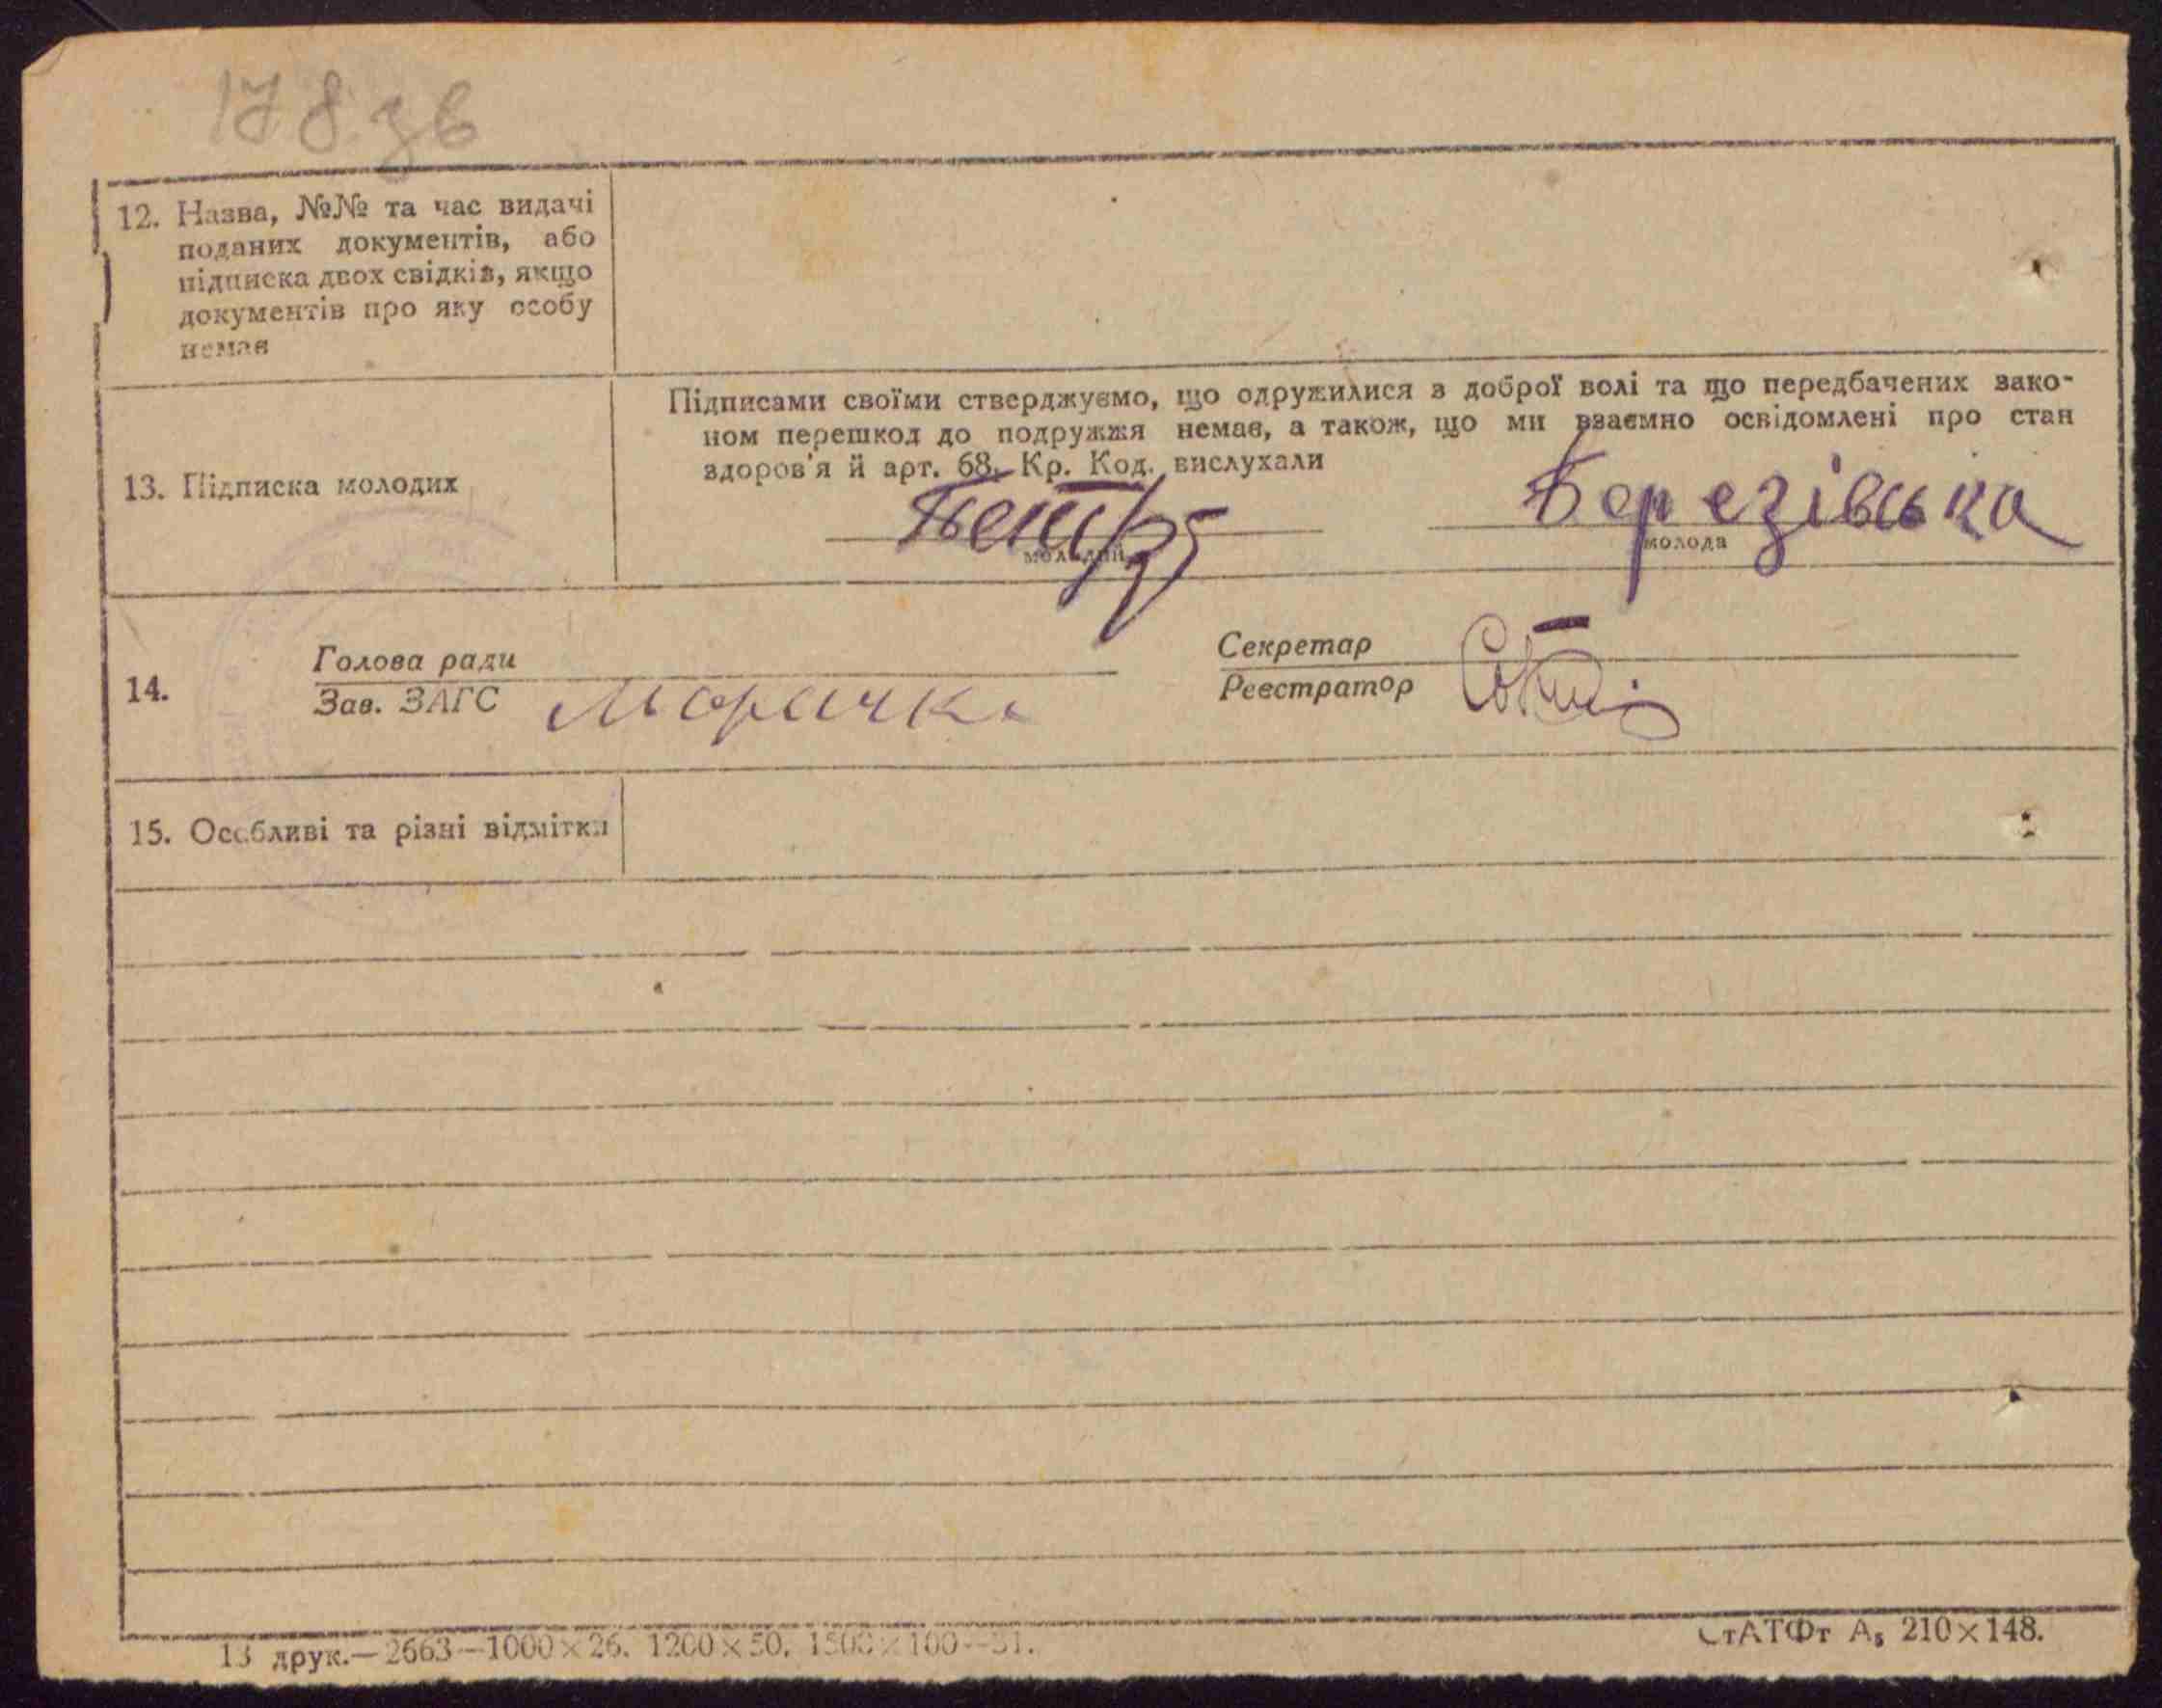 178 зв
12. Назва, №№ та час видачі
поданих документів, або
підписка двох свідків, якщо
документів про яку особу
немає
13. Підписка молодих
Підписами своїми стверджуємо, що одружилися з доброї волі та що передбачених зако-
ном перешкод до подружжя немає, а також, що ми взаємно освідомлені про стан
здоров'я й арт. 68. Кр. Код. вислухали
молодий
Березівська
молода
14.
Голова ради
Зав. ЗАГС
Секретар
Реєстратор
15. Особливі та різні відмітки
13 друк.—2663—1000×26. 1200×50. 1500×100—31.
СтАТФт А₅ 210×148.